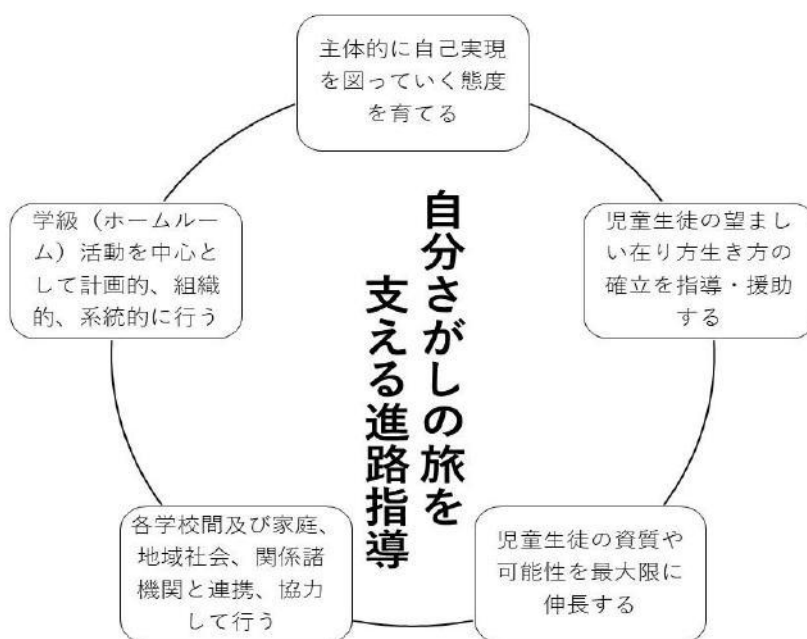 主体的に自己実現
を図っていく態度
を育てる
学級（ホームルー
ム）活動を中心と
して計画的、組織
的、系統的に行う
自分さがしの旅を
支える進路指導
児童生徒の望まし
い在り方生き方の
確立を指導・援助
する
各学校間及び家庭、
地域社会、関係諸
機関と連携、協力
して行う
児童生徒の資質や
可能性を最大限に
伸長する